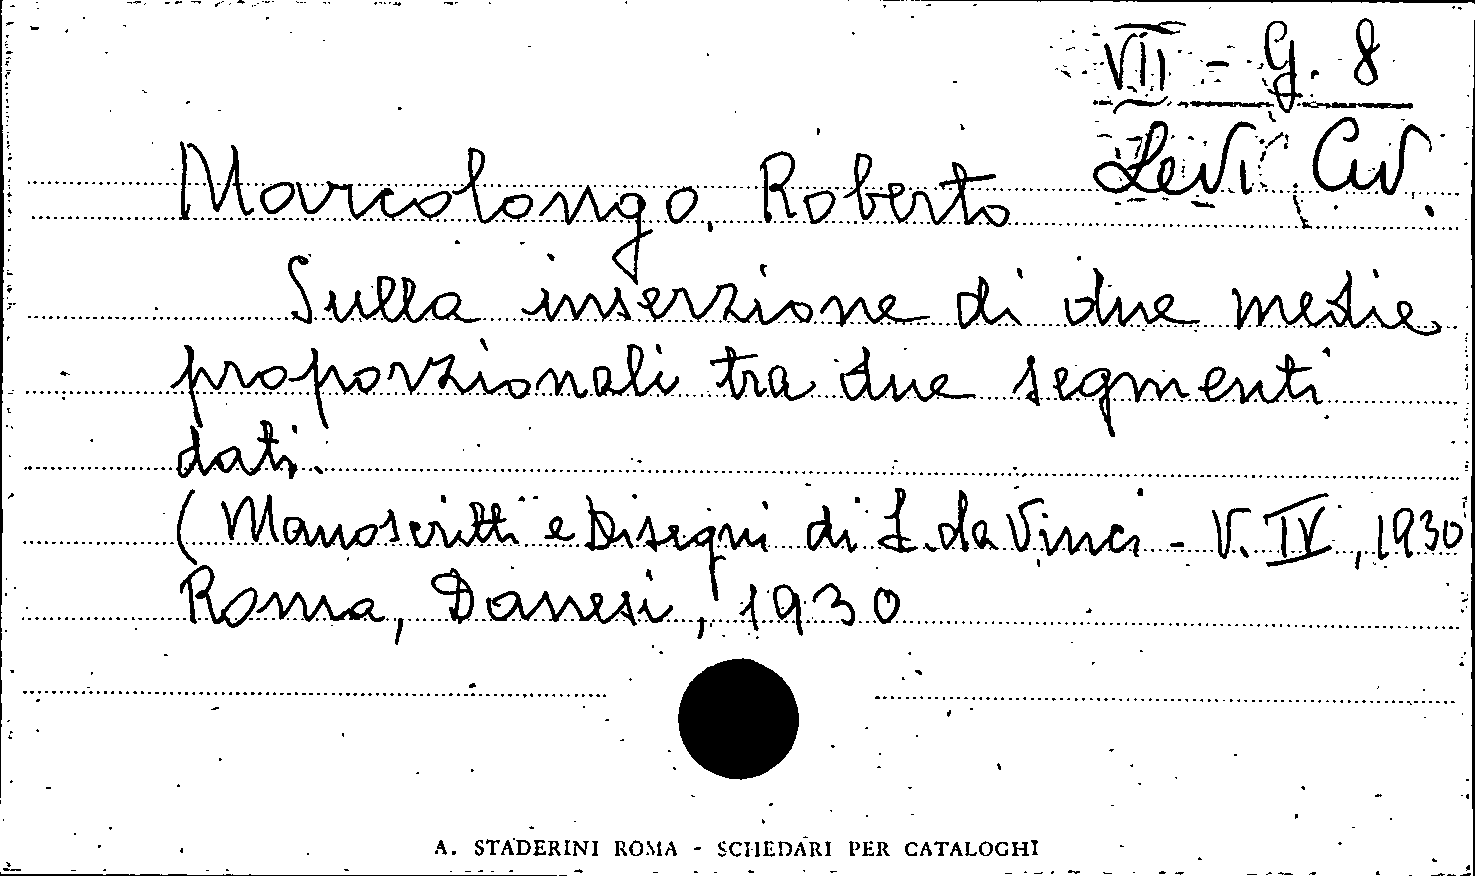 VII - G. 8
Levi Civ.
Marcolongo, Roberto
Sulla inserzione di due medie
proporzionali tra due segmenti
dati.
(Manoscritti e Disegni di L. da Vinci - V. IV, 1930
Roma, Danesi, 1930
A. STADERINI ROMA - SCHEDARI PER CATALOGHI